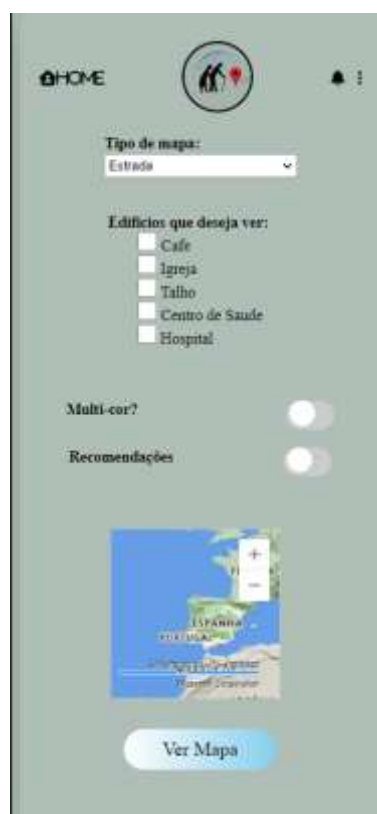 HOME
Tipo de mapa:
Estrada
Edificios que deseja ver:
Cafe
Igreja
Talho
Centro de Saude
Hospital
Multi-cor?
Recomendações
+
−
ESPANHA
PORTUGAL
Ver Mapa